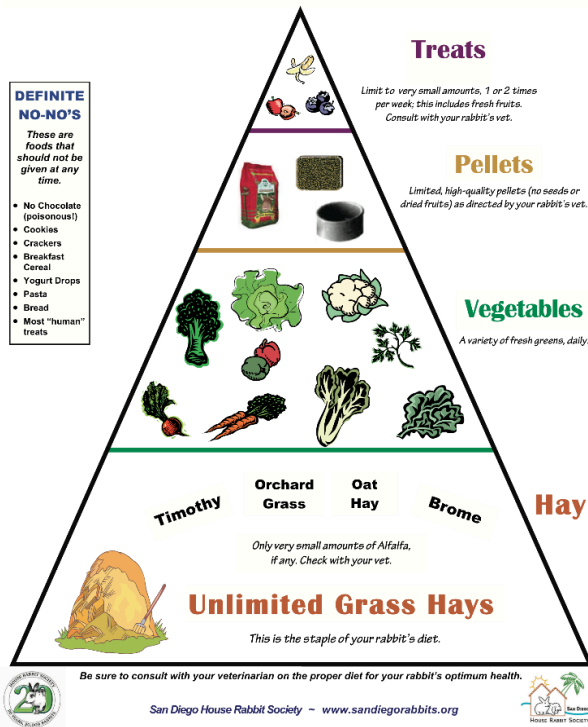 Treats
Limit to very small amounts, 1 or 2 times
per week; this includes fresh fruits.
Consult with your rabbit's vet.
DEFINITE
NO-NO'S
These are
foods that
should not be
given at any
time.
• No Chocolate
(poisonous!)
• Cookies
• Crackers
• Breakfast
Cereal
• Yogurt Drops
• Pasta
• Bread
• Most "human"
treats
Pellets
Limited, high-quality pellets (no seeds or
dried fruits) as directed by your rabbit's vet.
Vegetables
A variety of fresh greens, daily.
Hay
Timothy
Orchard
Grass
Oat
Hay
Brome
Only very small amounts of Alfalfa,
if any. Check with your vet.
Unlimited Grass Hays
This is the staple of your rabbit's diet.
Be sure to consult with your veterinarian on the proper diet for your rabbit's optimum health.
San Diego House Rabbit Society ~ www.sandiegorabbits.org
HOUSE RABBIT SOCIETY
20
San Dieg
HOUSE RABBIT SOCIET